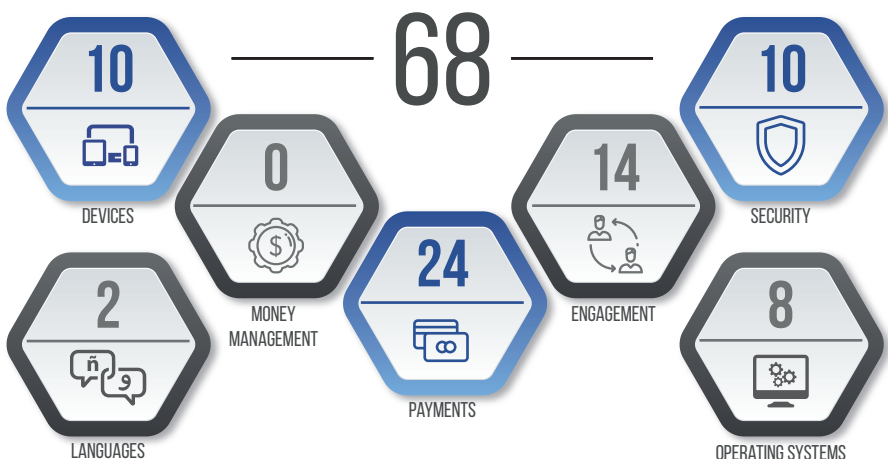 68
10
DEVICES
10
SECURITY
0
MONEY
MANAGEMENT
14
ENGAGEMENT
$
24
PAYMENTS
2
ñ
و
LANGUAGES
8
OPERATING SYSTEMS